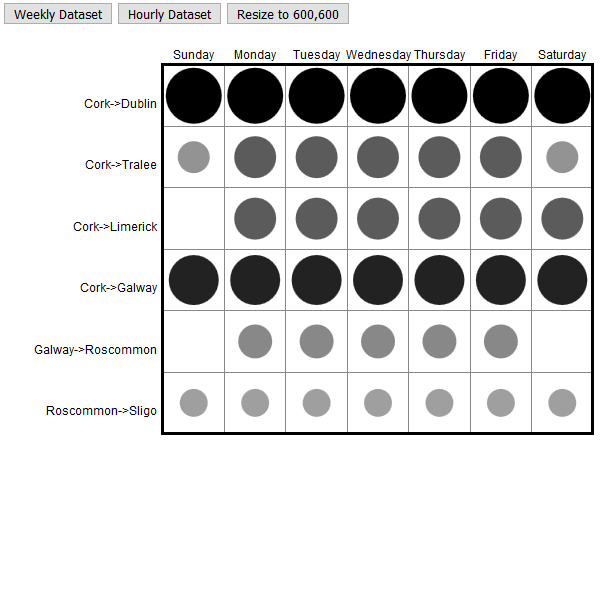 Weekly Dataset Hourly Dataset Resize to 600,600
Sunday Monday Tuesday Wednesday Thursday Friday Saturday
Cork->Dublin
Cork->Tralee
Cork->Limerick
Cork->Galway
Galway->Roscommon
Roscommon->Sligo